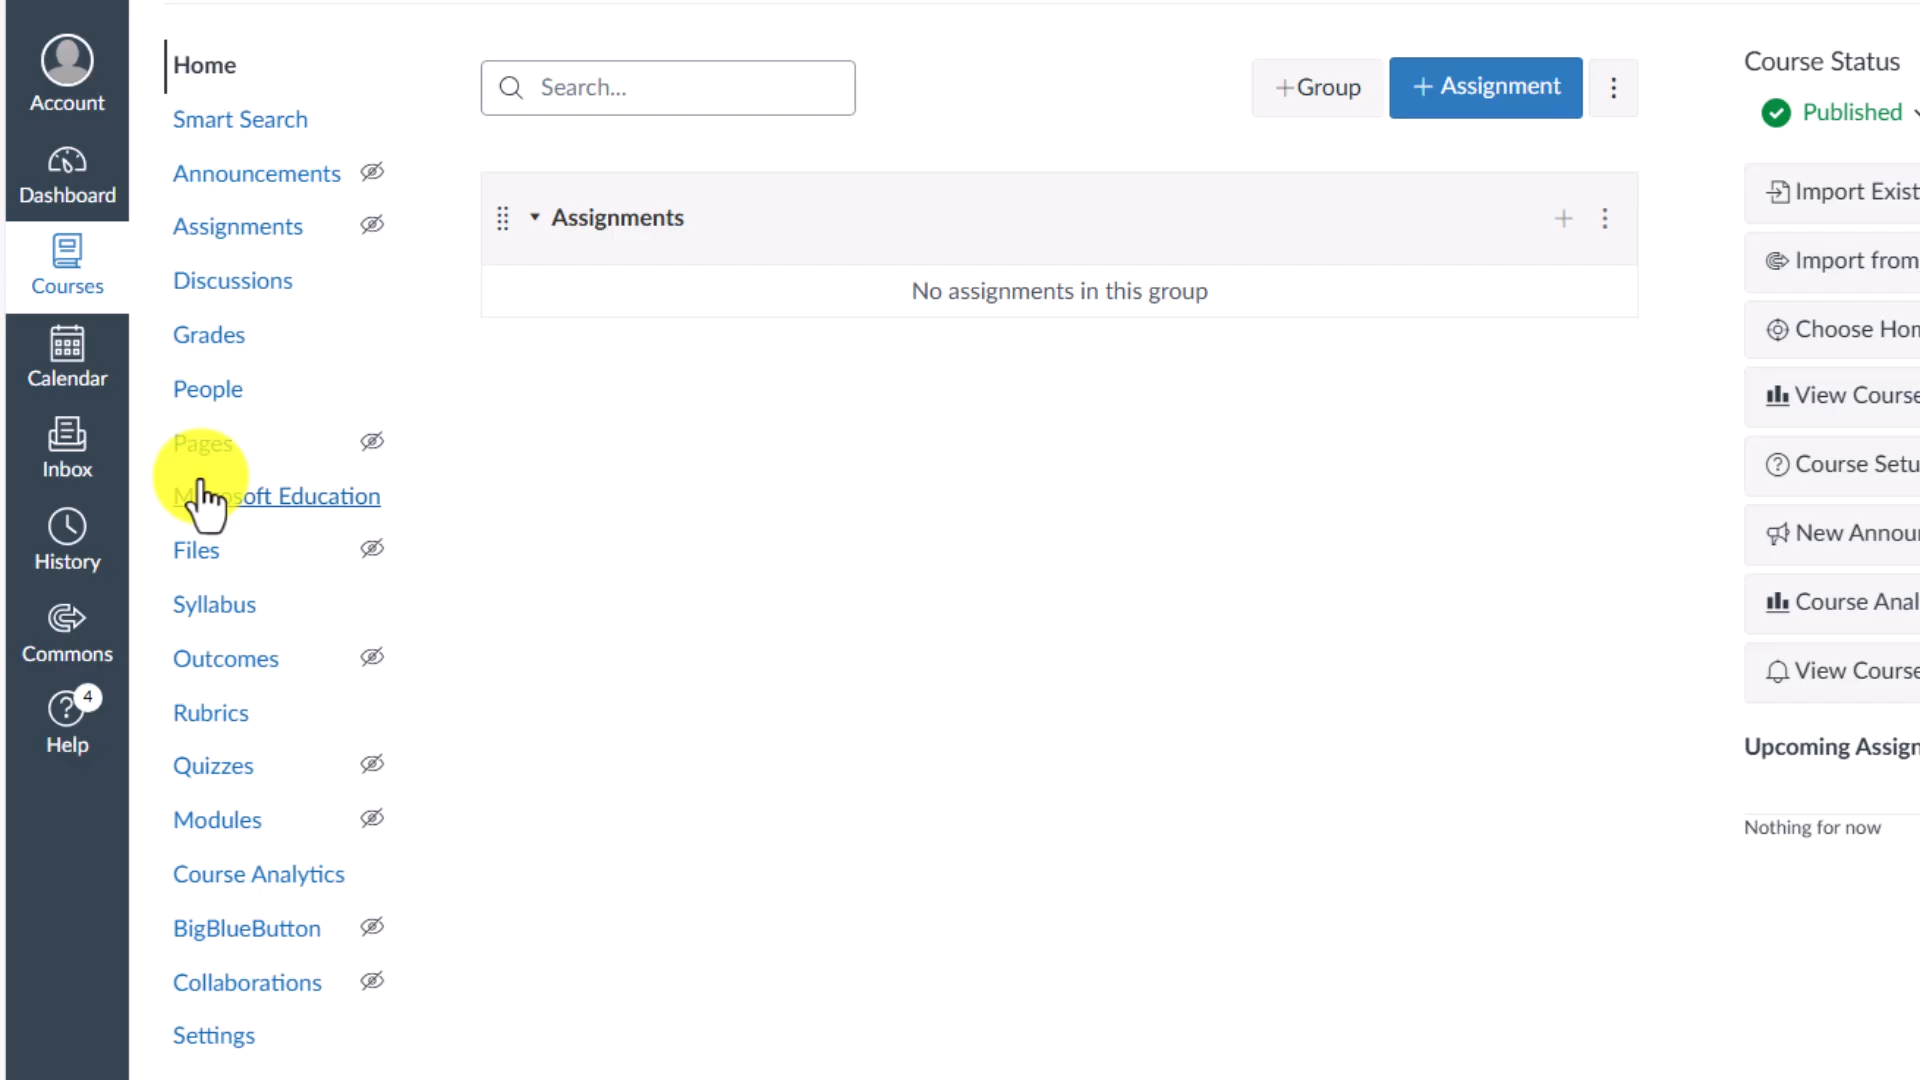 Account
Dashboard
Courses
Calendar
Inbox
History
Commons
4
Help
Home
Smart Search
Announcements
Assignments
Discussions
Grades
People
Pages
Microsoft Education
Files
Syllabus
Outcomes
Rubrics
Quizzes
Modules
Course Analytics
BigBlueButton
Collaborations
Settings
Search...
+Group
+ Assignment
Assignments
No assignments in this group
Course Status
Published
Import Exist
Import from
Choose Hom
View Course
Course Setu
New Annou
Course Anal
View Course
Upcoming Assign
Nothing for now